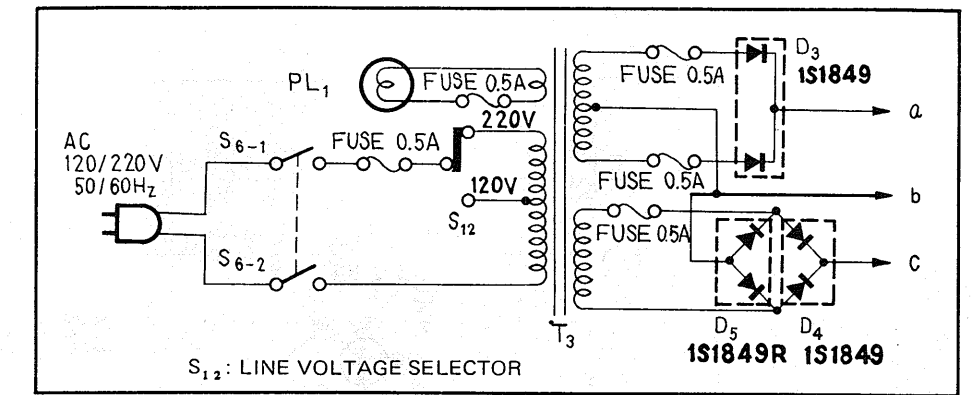 PL1
FUSE 0.5A
220V
FUSE 0.5A
S6-1
AC
120/220V
50/60Hz
120V
S12
S6-2
T3
FUSE 0.5A
D3
1S1849
a
FUSE 0.5A
b
FUSE 0.5A
C
D5
D4
1S1849R
1S1849
S12: LINE VOLTAGE SELECTOR